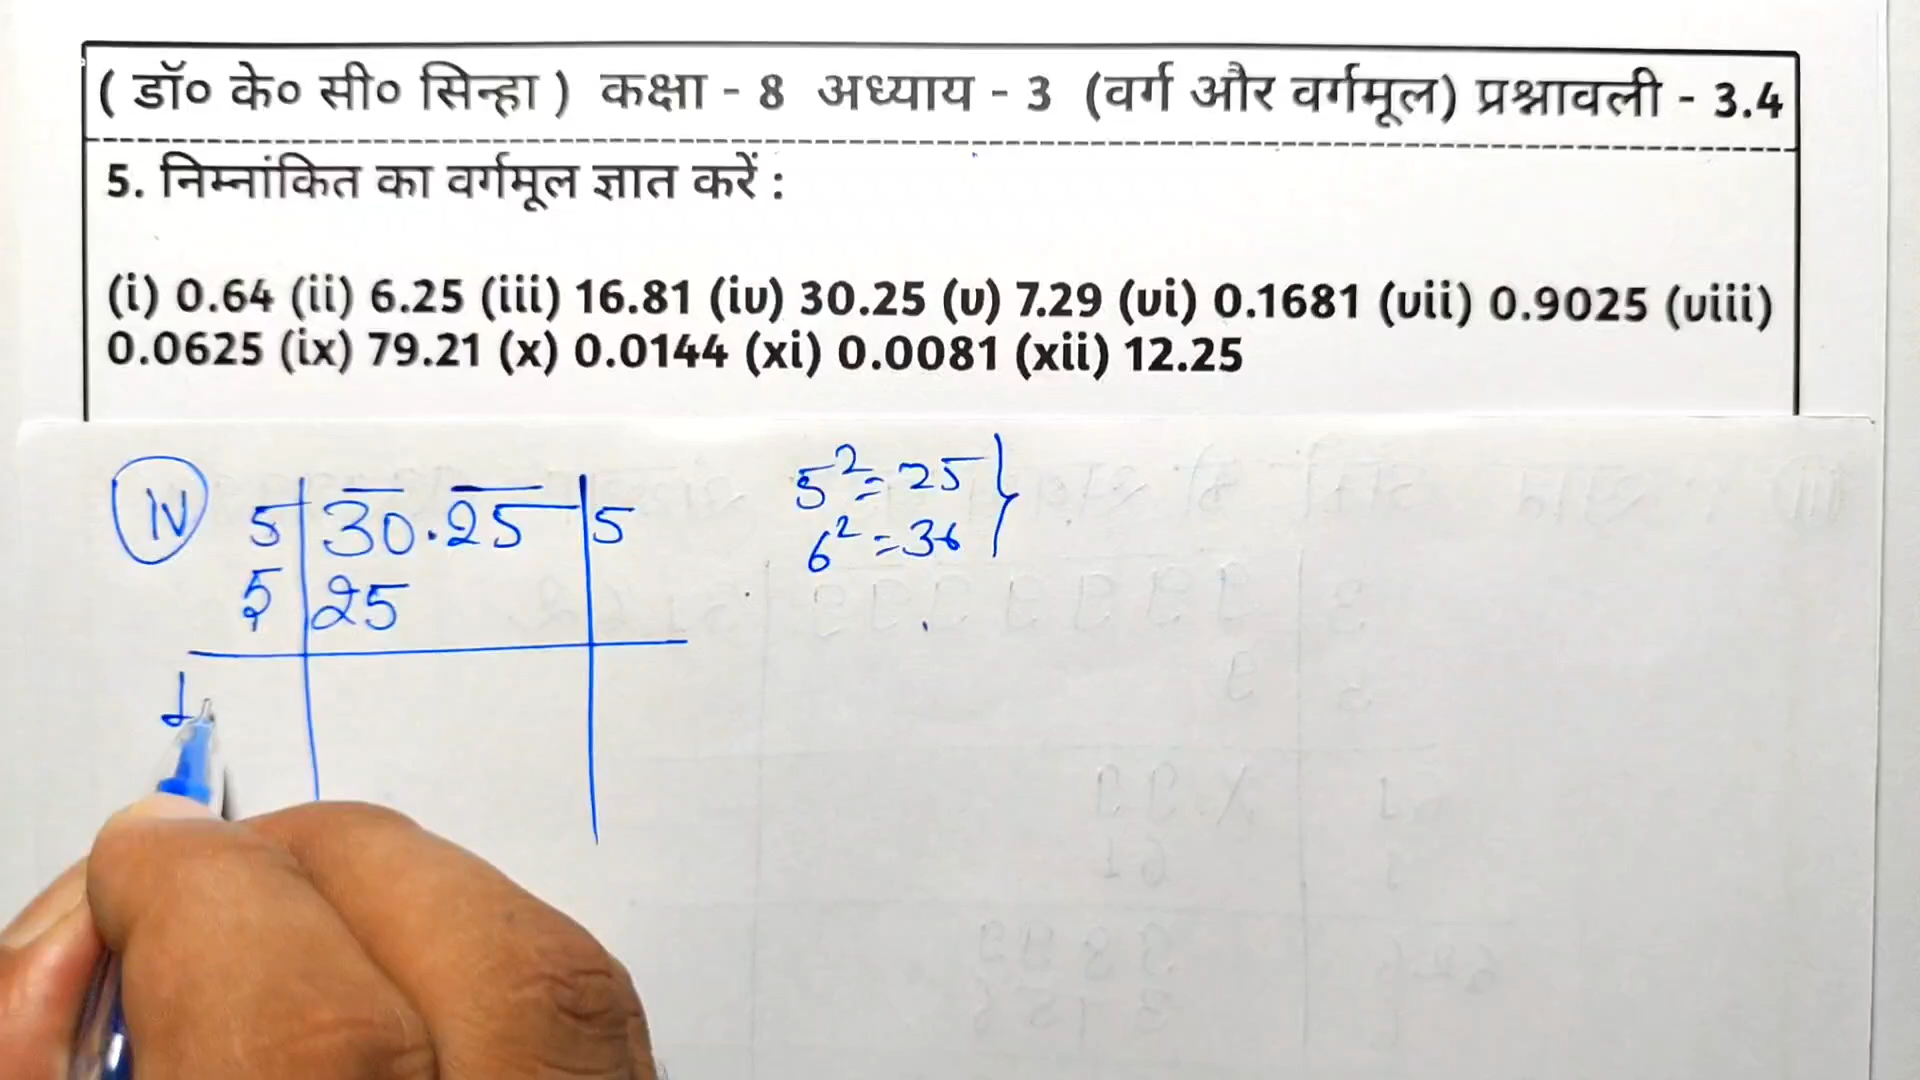 ( डॉ० के० सी० सिन्हा ) कक्षा - 8 अध्याय - 3 (वर्ग और वर्गमूल) प्रश्नावली - 3.4
5. निम्नांकित का वर्गमूल ज्ञात करें :
(i) 0.64 (ii) 6.25 (iii) 16.81 (iv) 30.25 (v) 7.29 (vi) 0.1681 (vii) 0.9025 (viii)
0.0625 (ix) 79.21 (x) 0.0144 (xi) 0.0081 (xii) 12.25
iv 5 30.25 5
5 25
5² = 25
6² = 36